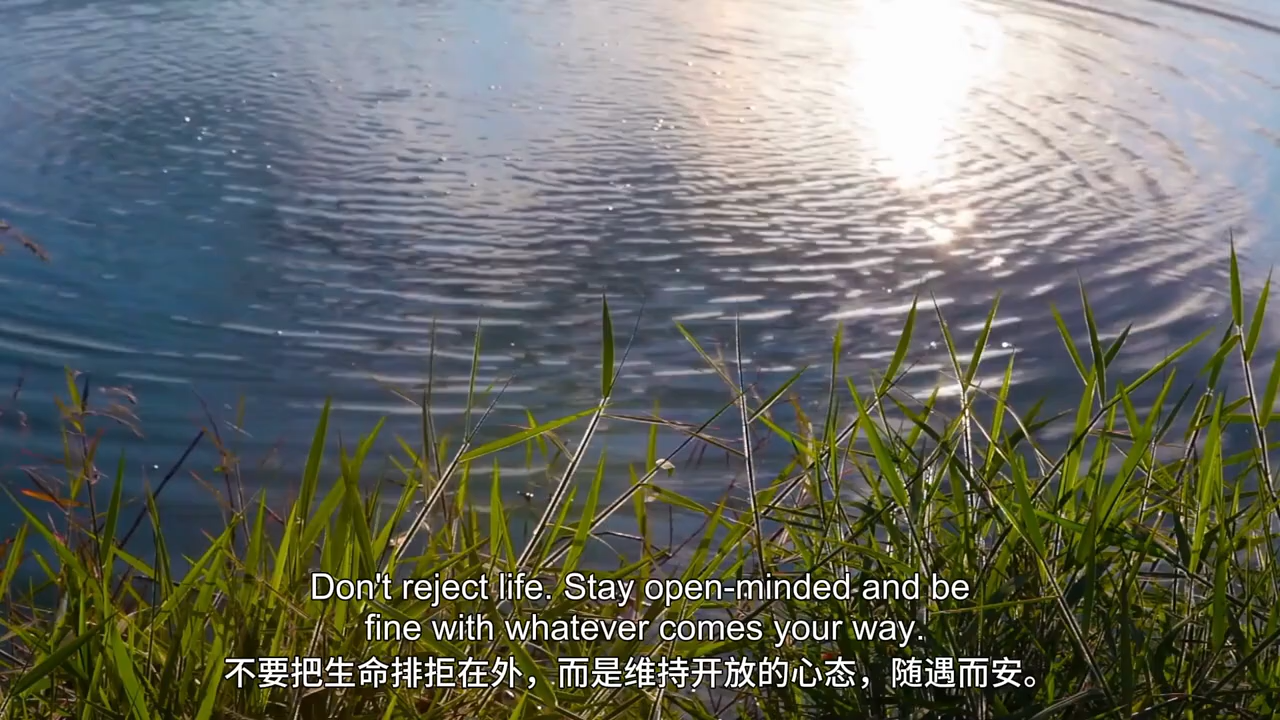 Don't reject life. Stay open-minded and be
fine with whatever comes your way.
不要把生命排拒在外，而是维持开放的心态，随遇而安。